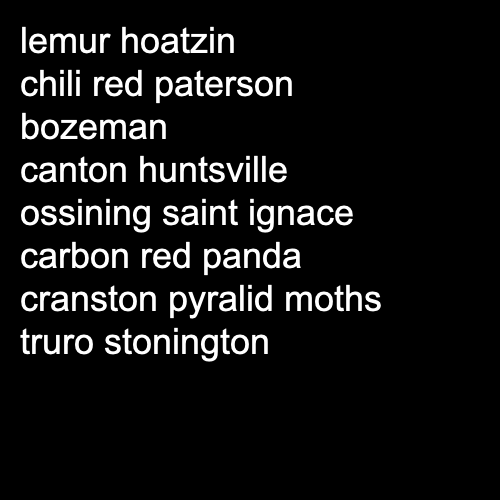 lemur hoatzin
chili red paterson
bozeman
canton huntsville
ossining saint ignace
carbon red panda
cranston pyralid moths
truro stonington